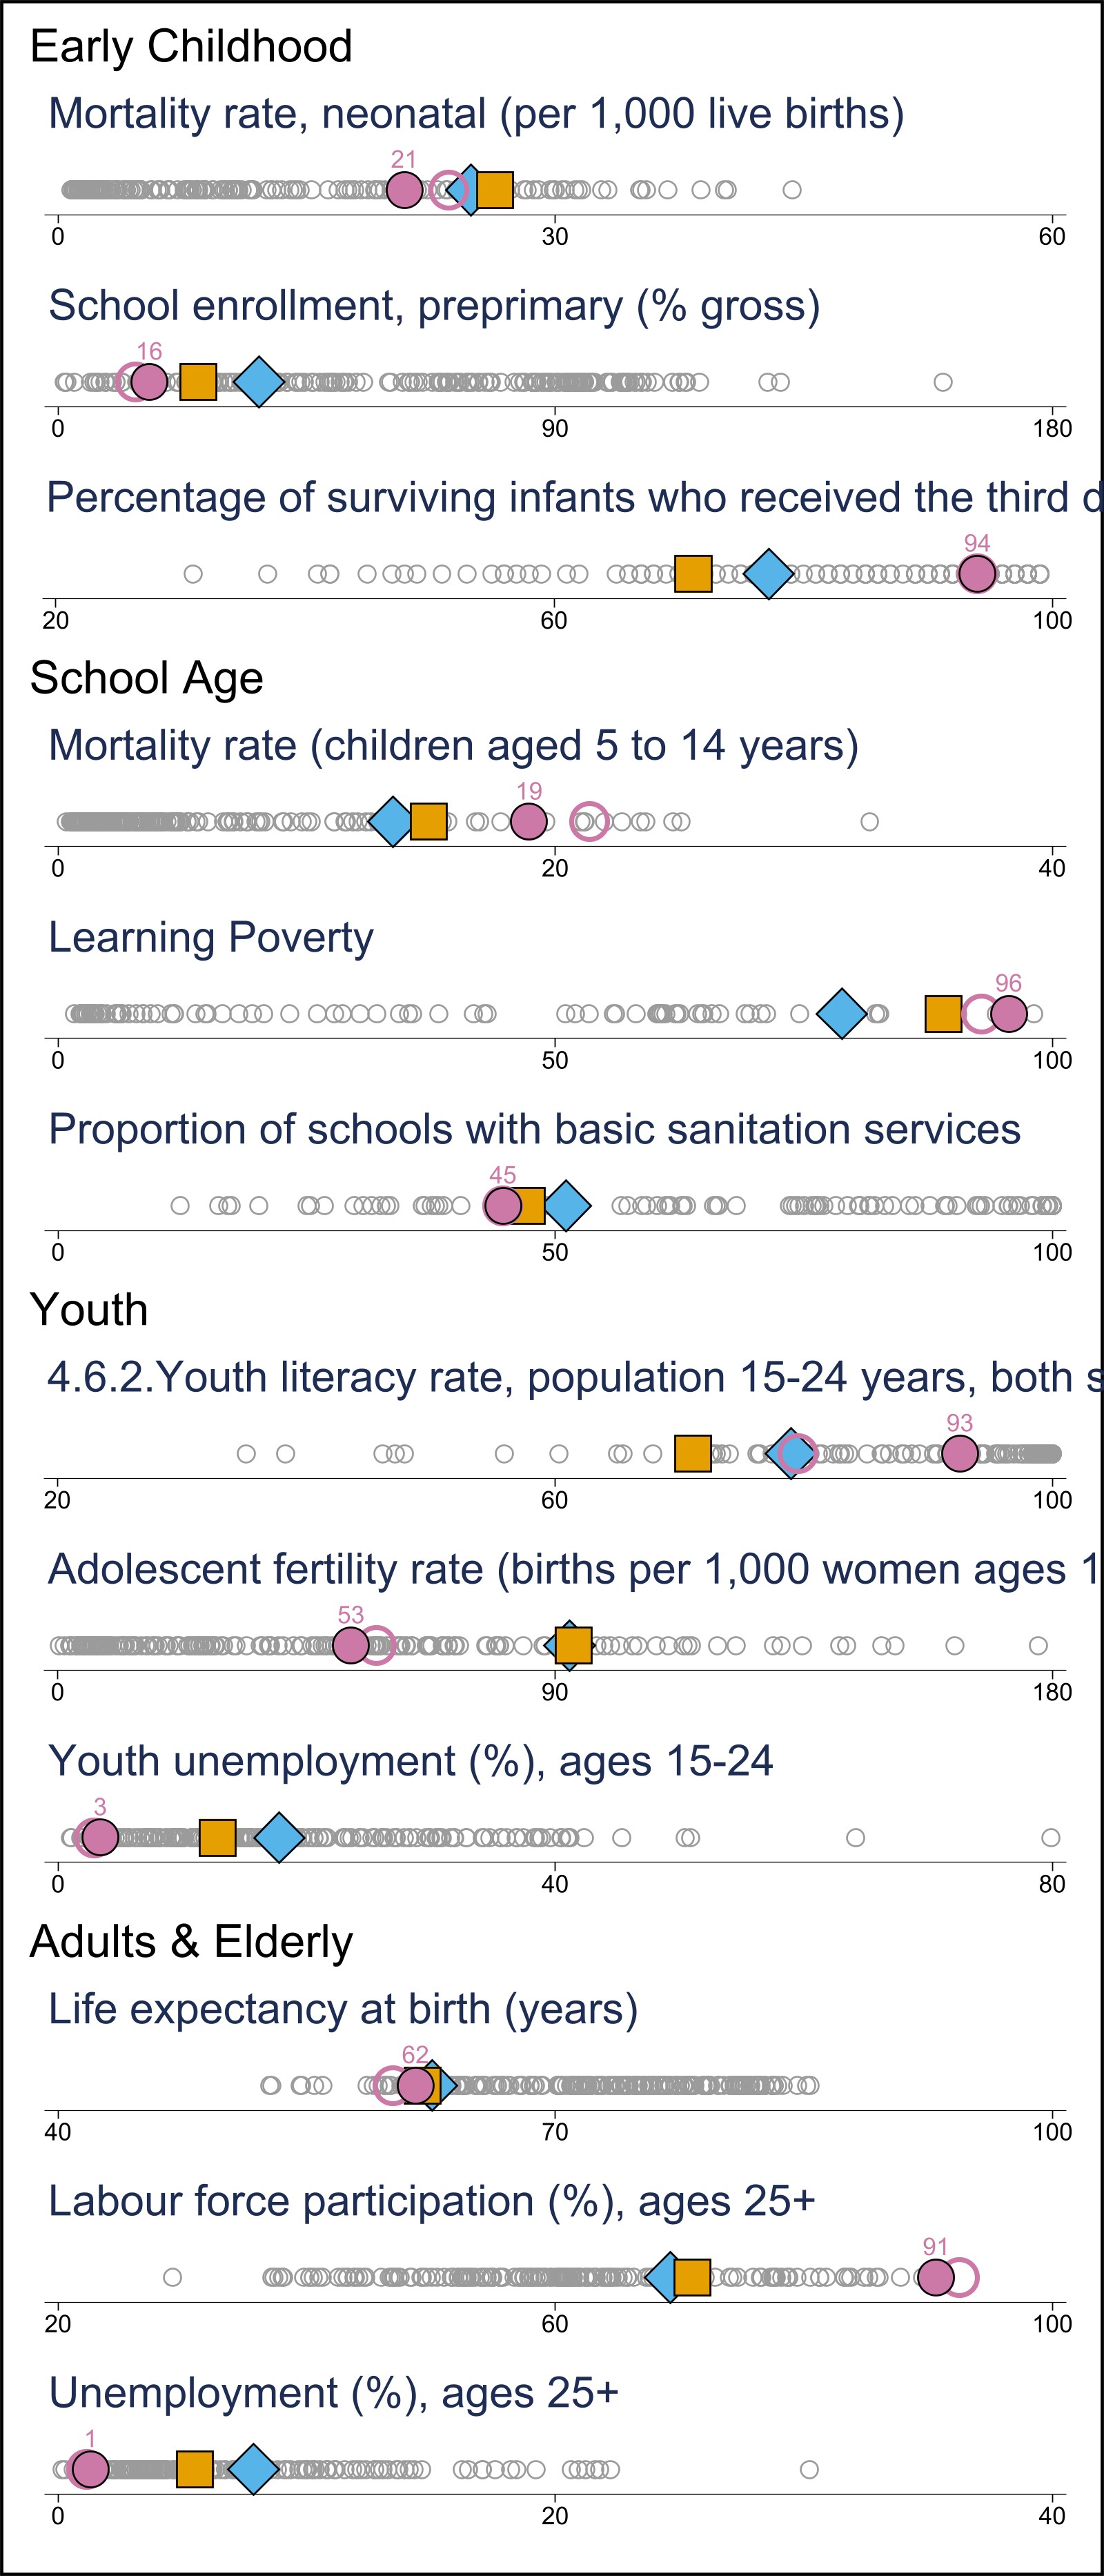 Early Childhood
Mortality rate, neonatal (per 1,000 live births)
21
0 30 60
School enrollment, preprimary (% gross)
16
0 90 180
Percentage of surviving infants who received the third d
94
20 60 100
School Age
Mortality rate (children aged 5 to 14 years)
19
0 20 40
Learning Poverty
96
0 50 100
Proportion of schools with basic sanitation services
45
0 50 100
Youth
4.6.2.Youth literacy rate, population 15-24 years, both s
93
20 60 100
Adolescent fertility rate (births per 1,000 women ages 1
53
0 90 180
Youth unemployment (%), ages 15-24
3
0 40 80
Adults & Elderly
Life expectancy at birth (years)
62
40 70 100
Labour force participation (%), ages 25+
91
20 60 100
Unemployment (%), ages 25+
1
0 20 40